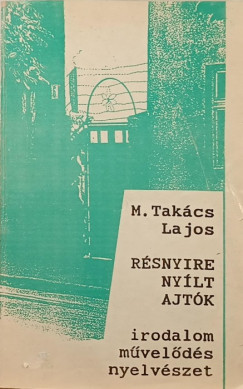 M. Takács
Lajos
RÉSNYIRE
NYÍLT
AJTÓK
irodalom
művelődés
nyelvészet